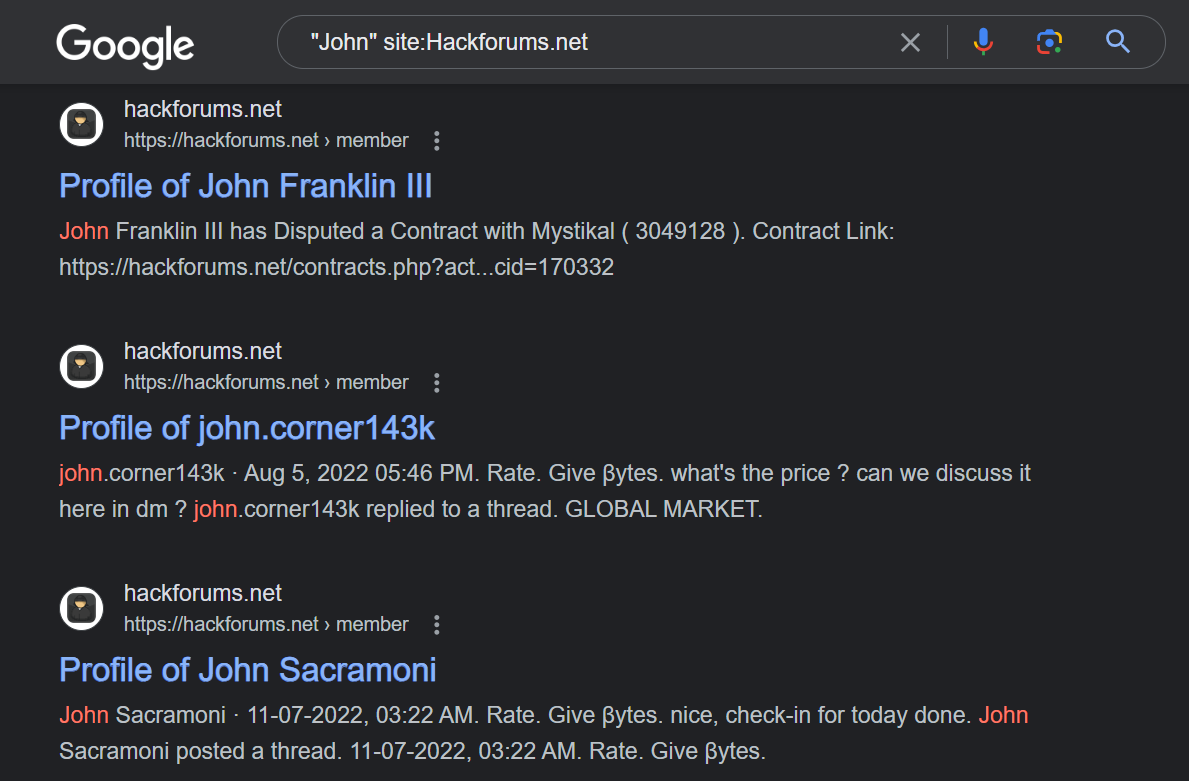 Google
"John" site:Hackforums.net
hackforums.net
https://hackforums.net › member
Profile of John Franklin III
John Franklin III has Disputed a Contract with Mystikal ( 3049128 ). Contract Link:
https://hackforums.net/contracts.php?act...cid=170332
hackforums.net
https://hackforums.net › member
Profile of john.corner143k
john.corner143k · Aug 5, 2022 05:46 PM. Rate. Give βytes. what's the price ? can we discuss it
here in dm ? john.corner143k replied to a thread. GLOBAL MARKET.
hackforums.net
https://hackforums.net › member
Profile of John Sacramoni
John Sacramoni · 11-07-2022, 03:22 AM. Rate. Give βytes. nice, check-in for today done. John
Sacramoni posted a thread. 11-07-2022, 03:22 AM. Rate. Give βytes.